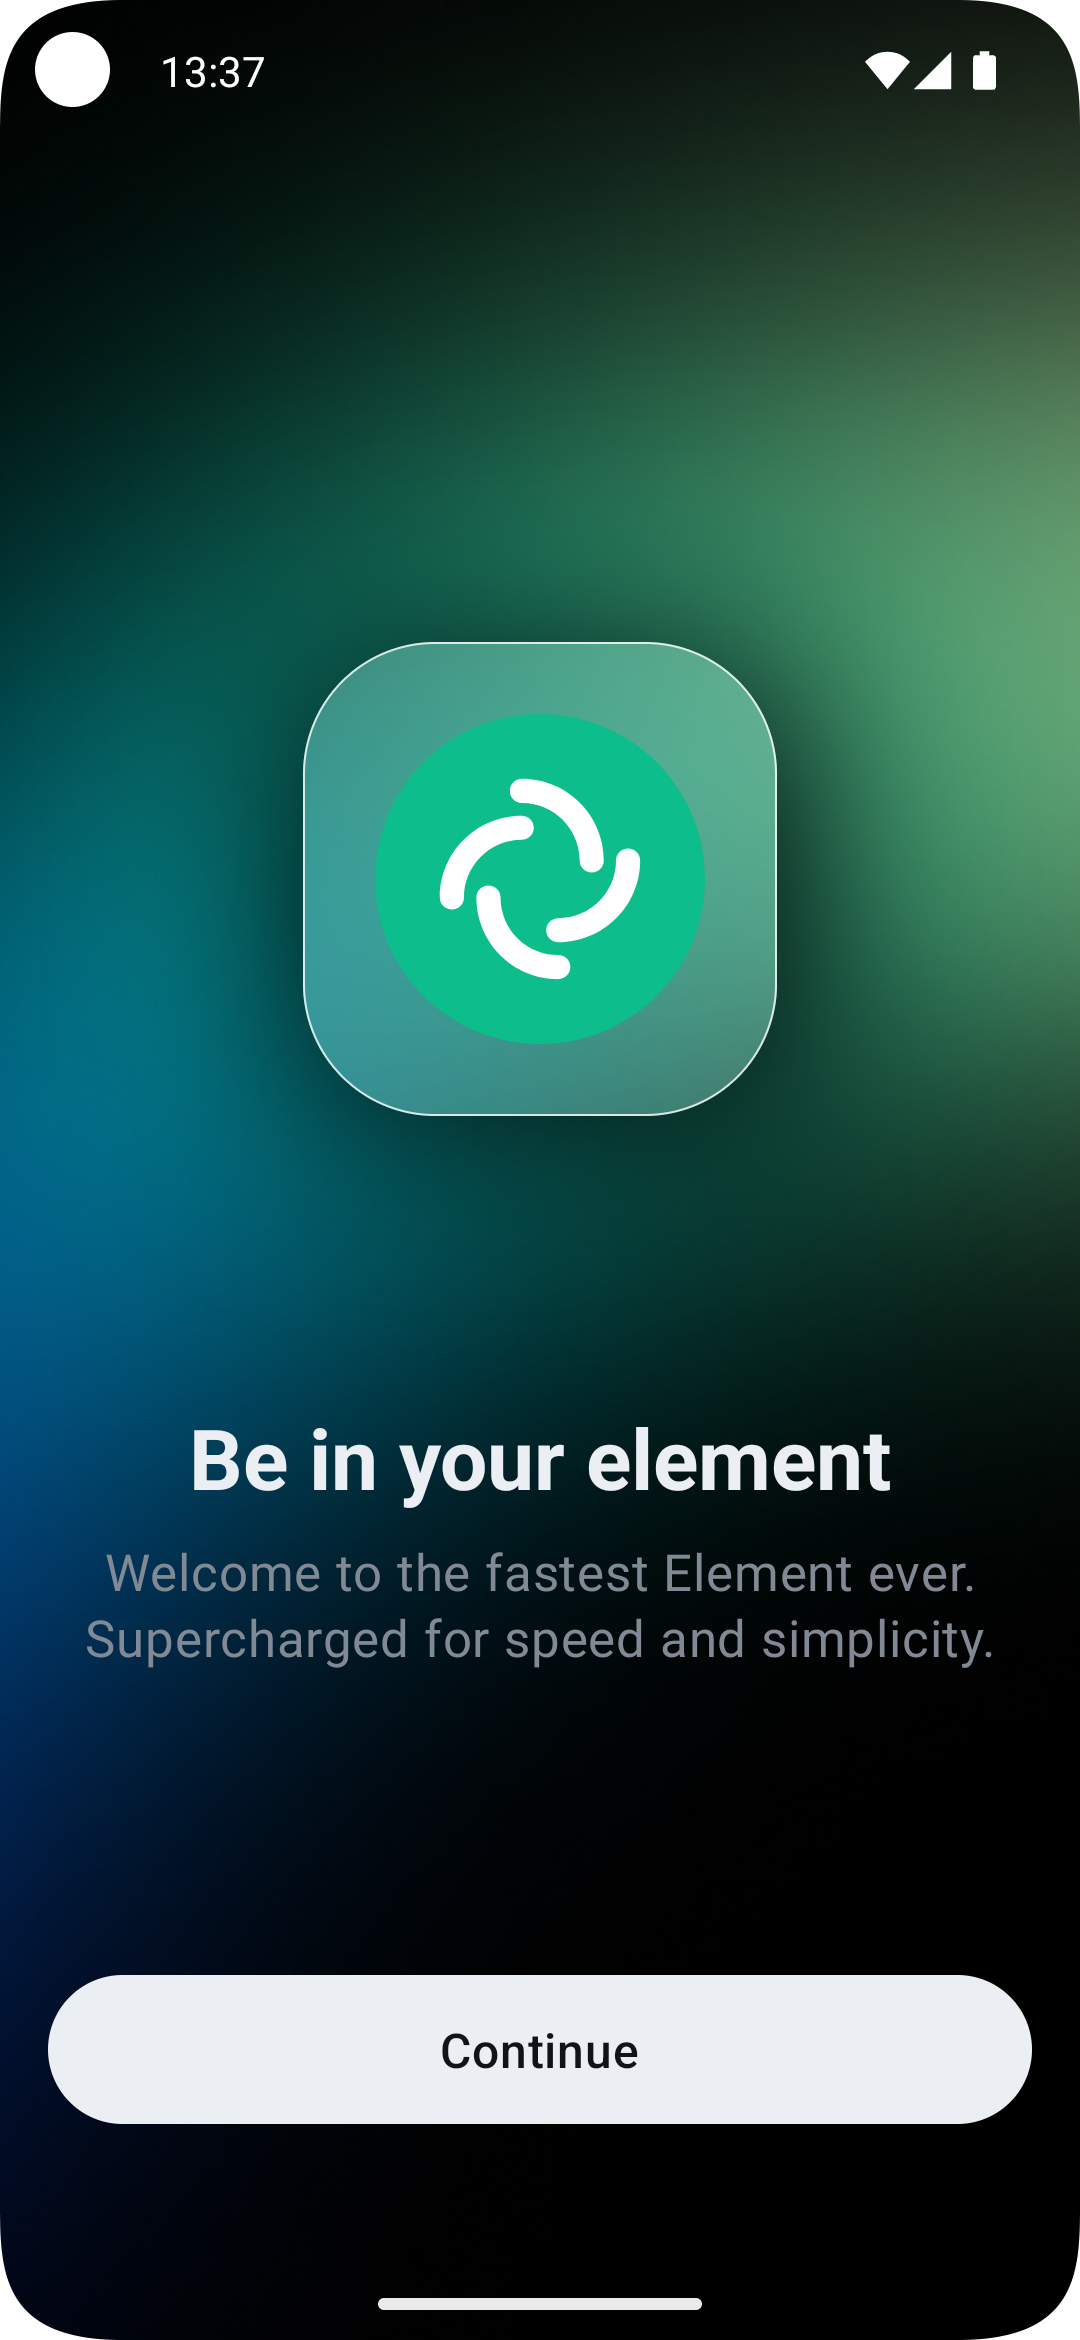 13:37
Be in your element
Welcome to the fastest Element ever.
Supercharged for speed and simplicity.
Continue